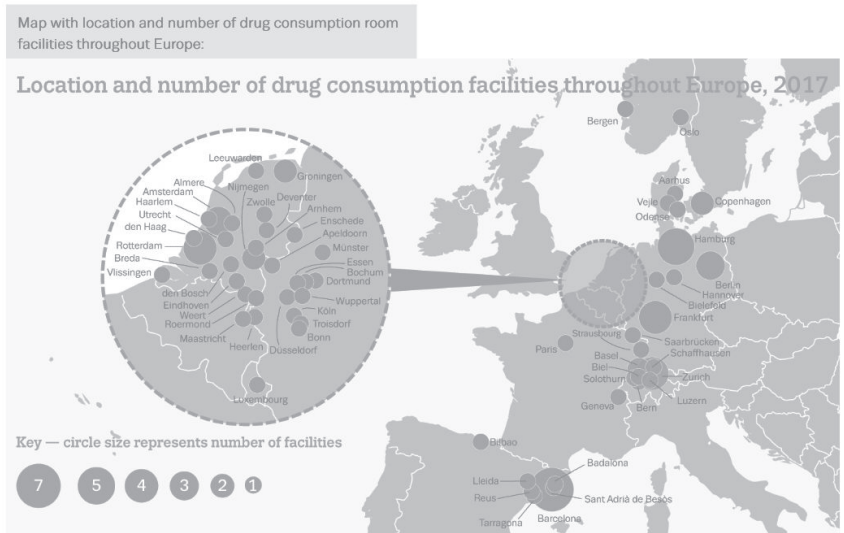 Map with location and number of drug consumption room
facilities throughout Europe:
Location and number of drug consumption facilities throughout Europe, 2017
Bergen
Oslo
Aarhus
Vejle
Odense
Copenhagen
Hamburg
Berlin
Hannover
Bielefeld
Frankfurt
Leeuwarden
Groningen
Almere
Nijmegen
Amsterdam
Zwolle
Deventer
Haarlem
Arnhem
Utrecht
Enschede
den Haag
Apeldoorn
Rotterdam
Münster
Breda
Essen
Vlissingen
Bochum
Dortmund
den Bosch
Wuppertal
Eindhoven
Köln
Weert
Troisdorf
Roermond
Bonn
Maastricht
Heerlen
Düsseldorf
Luxembourg
Strausbourg
Saarbrücken
Paris
Basel
Schaffhausen
Biel
Solothurn
Zurich
Luzern
Geneva
Bern
Bilbao
Badalona
Lleida
Reus
Sant Adrià de Besòs
Tarragona
Barcelona
Key — circle size represents number of facilities
7 5 4 3 2 1